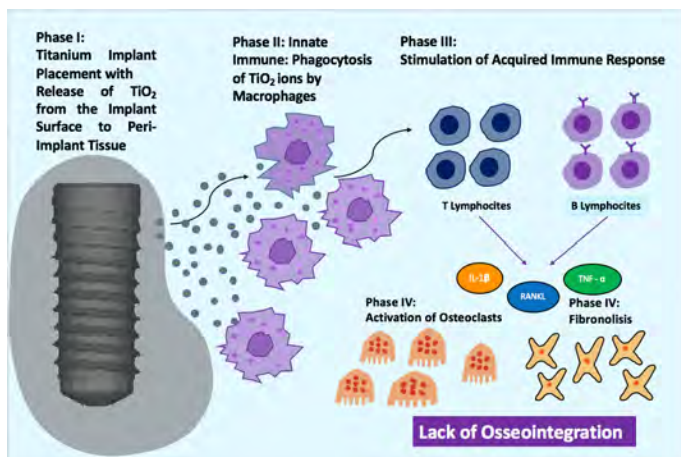 Phase I:
Titanium Implant
Placement with
Release of TiO₂
from the Implant
Surface to Peri-
Implant Tissue
Phase II: Innate
Immune: Phagocytosis
of TiO₂ ions by
Macrophages
Phase III:
Stimulation of Acquired Immune Response
T Lymphocites
B Lymphocites
IL-1β
RANKL
TNF- α
Phase IV:
Activation of Osteoclasts
Phase IV:
Fibronolisis
Lack of Osseointegration